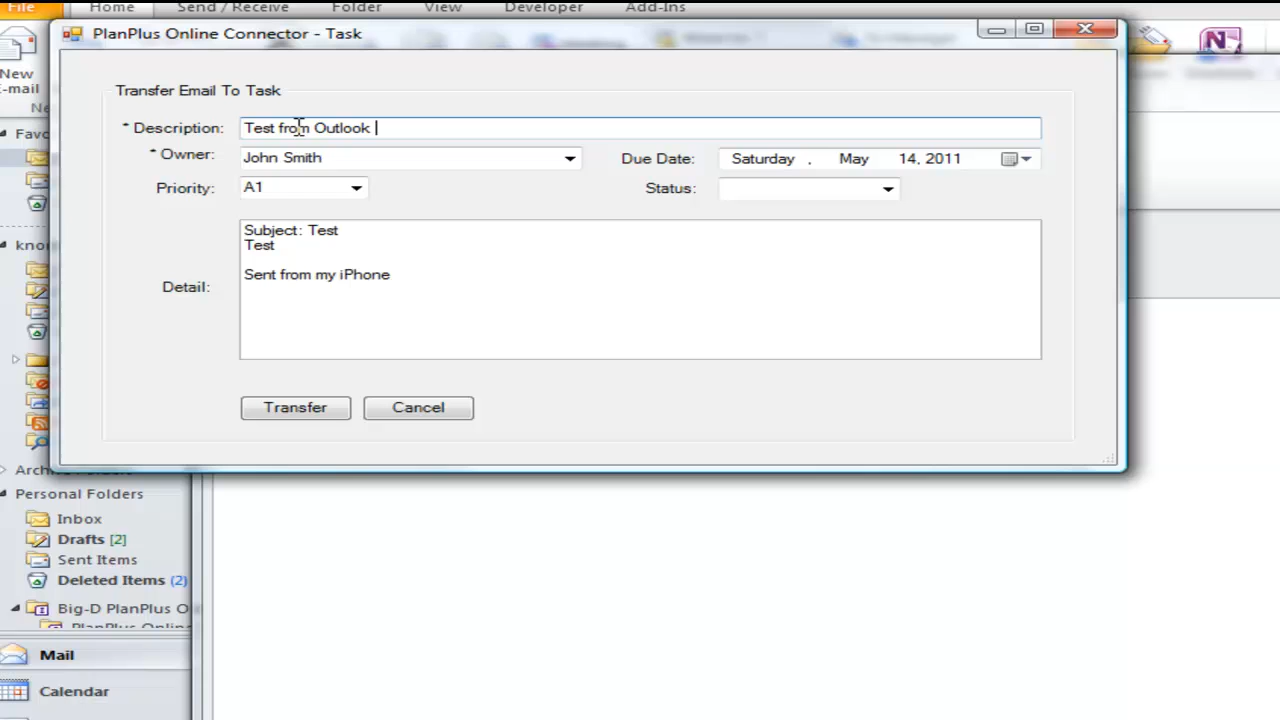 File Home Send / Receive Folder View Developer Add-Ins
PlanPlus Online Connector - Task
New
E-mail
Transfer Email To Task
* Description: Test from Outlook
* Owner: John Smith Due Date: Saturday , May 14, 2011
Priority: A1 Status:
Subject: Test
Test
Sent from my iPhone
Detail:
Transfer Cancel
Personal Folders
Inbox
Drafts [2]
Sent Items
Deleted Items (2)
Big-D PlanPlus O
PlanPlus Online
Mail
Calendar